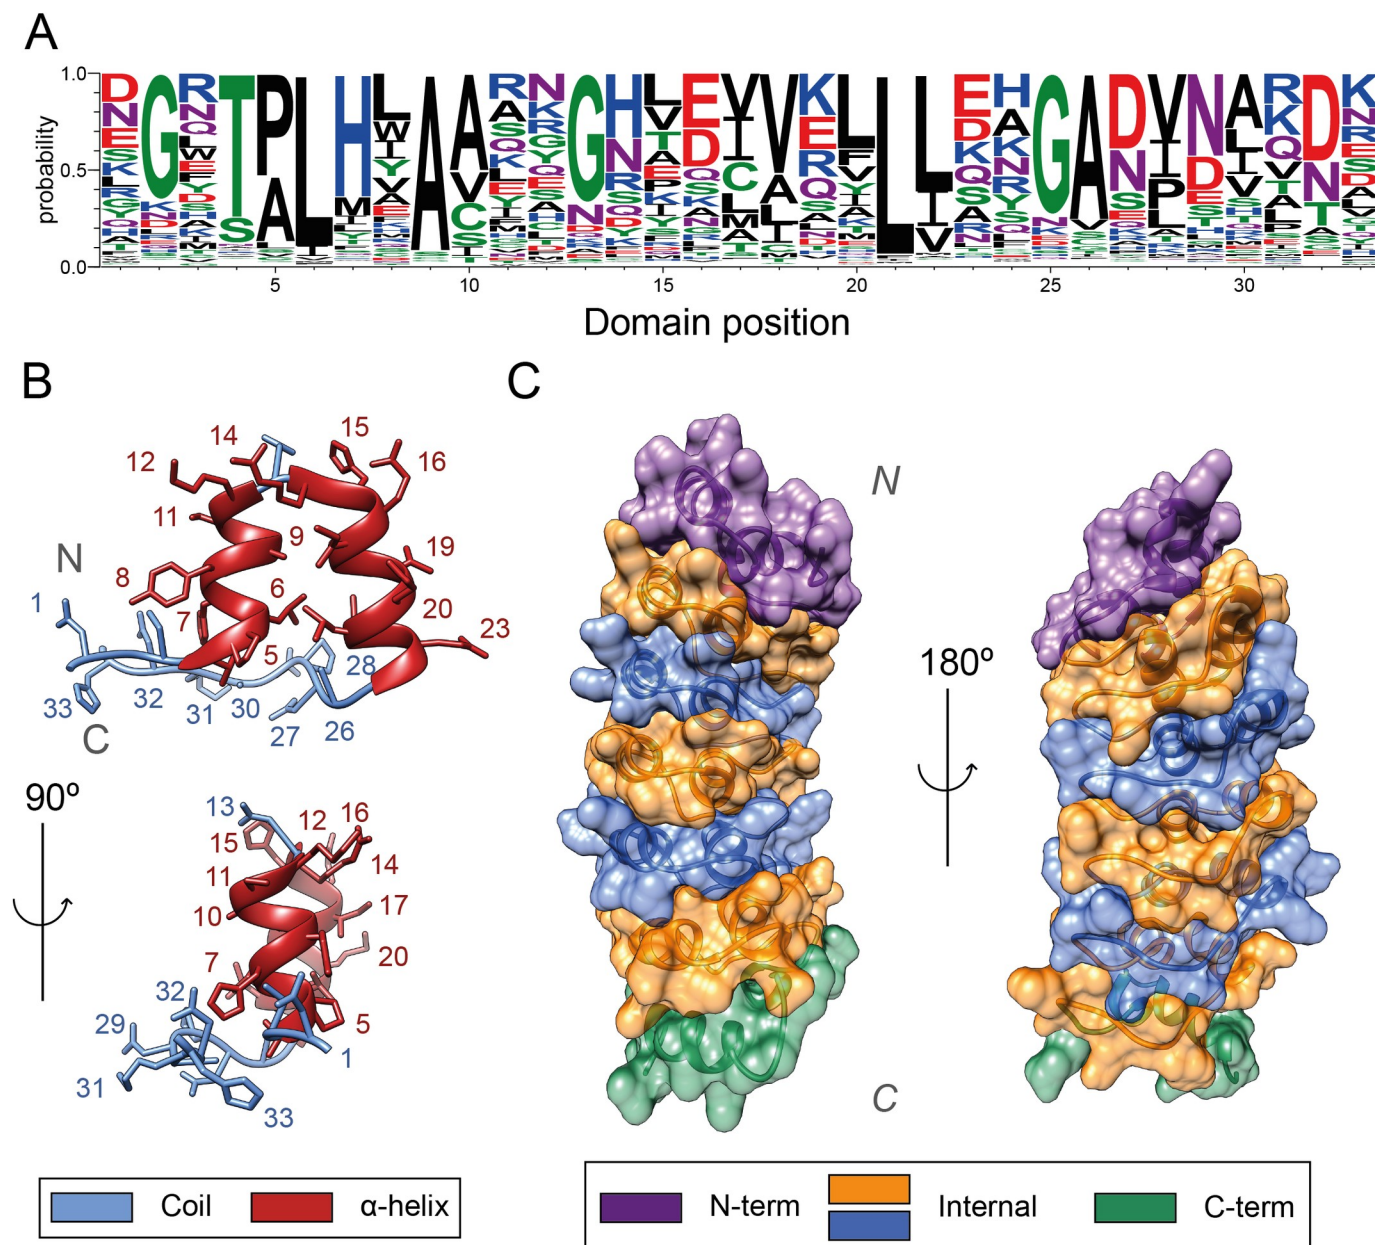 A
1.0
0.5
0.0
probability
D G R T P L H L A A R N G H L E V V K L L L E H G A D V N A R D K
5 10 15 20 25 30
Domain position
B
C
N
C
14
15
12
16
11
9
8
19
1
6
7
20
5
23
28
33
32
31
30
27
26
90º
13
15
12
16
11
14
10
17
7
20
32
29
5
1
31
33
N
180º
C
Coil
α-helix
N-term
Internal
C-term